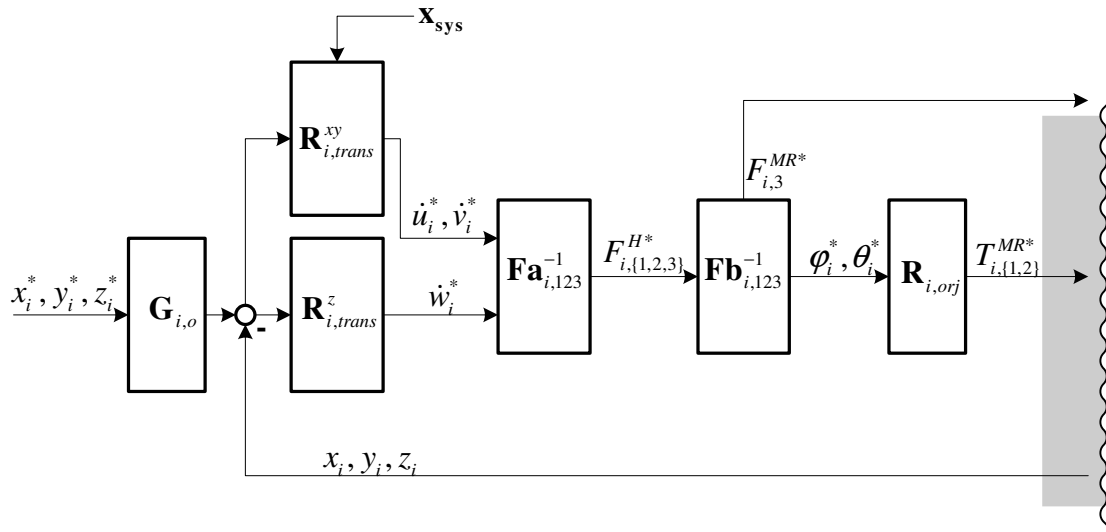 x_sys
R^{xy}_{i,trans}
F^{MR*}_{i,3}
u̇^*_i, v̇^*_i
x^*_i, y^*_i, z^*_i
G_{i,o}
-
R^z_{i,trans}
ẇ^*_i
Fa^{-1}_{i,123}
F^{H*}_{i,{1,2,3}}
Fb^{-1}_{i,123}
φ^*_i, θ^*_i
R_{i,orj}
T^{MR*}_{i,{1,2}}
x_i, y_i, z_i